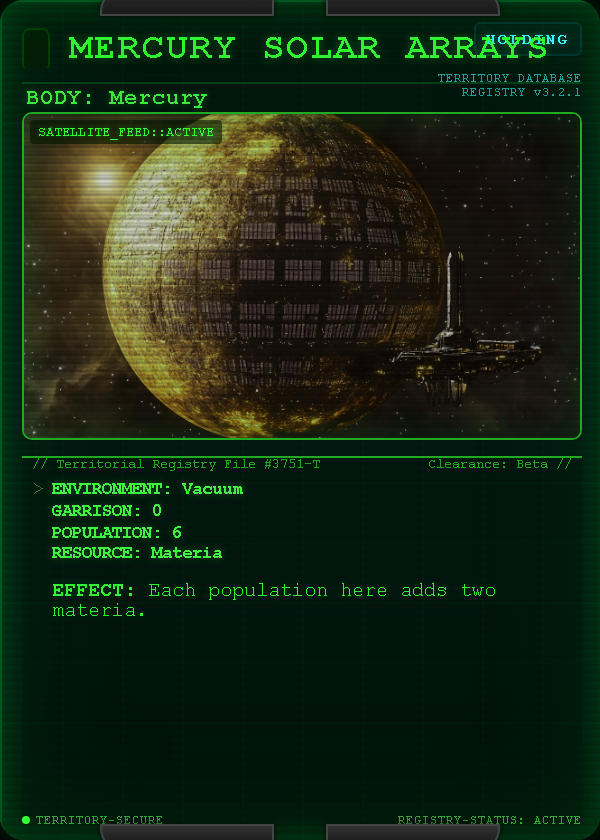 MERCURY SOLAR ARRAYS
HOLDING
TERRITORY DATABASE
REGISTRY v3.2.1
BODY: Mercury
SATELLITE_FEED::ACTIVE
// Territorial Registry File #3751-T
Clearance: Beta //
> ENVIRONMENT: Vacuum
GARRISON: 0
POPULATION: 6
RESOURCE: Materia
EFFECT: Each population here adds two
materia.
TERRITORY-SECURE
REGISTRY-STATUS: ACTIVE